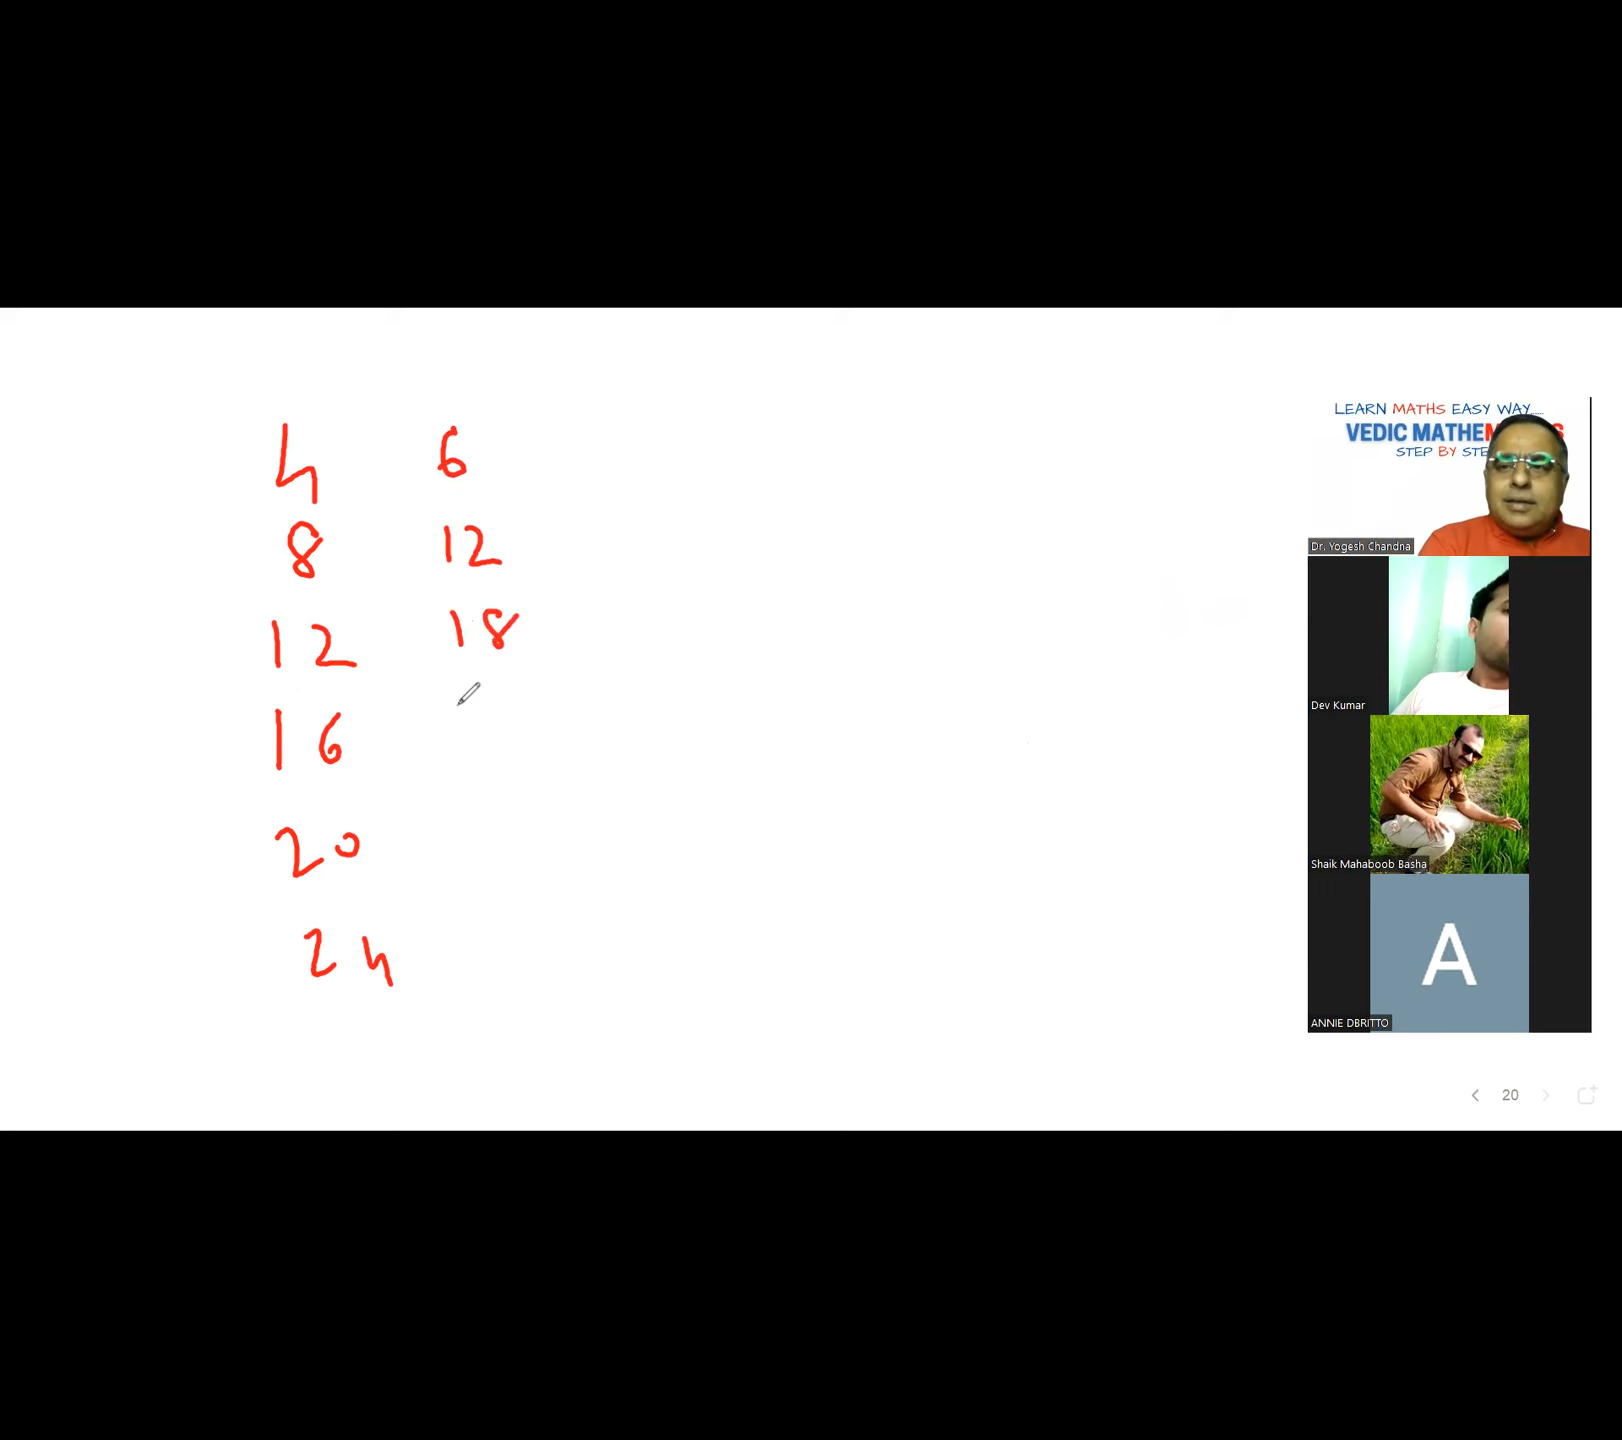 LEARN MATHS EASY WAY.....
VEDIC MATHE
STEP BY STE
4 6
8 12
12 18
16
20
24
Dr. Yogesh Chandna
Dev Kumar
Shaik Mahaboob Basha
A
ANNIE DBRITTO
20